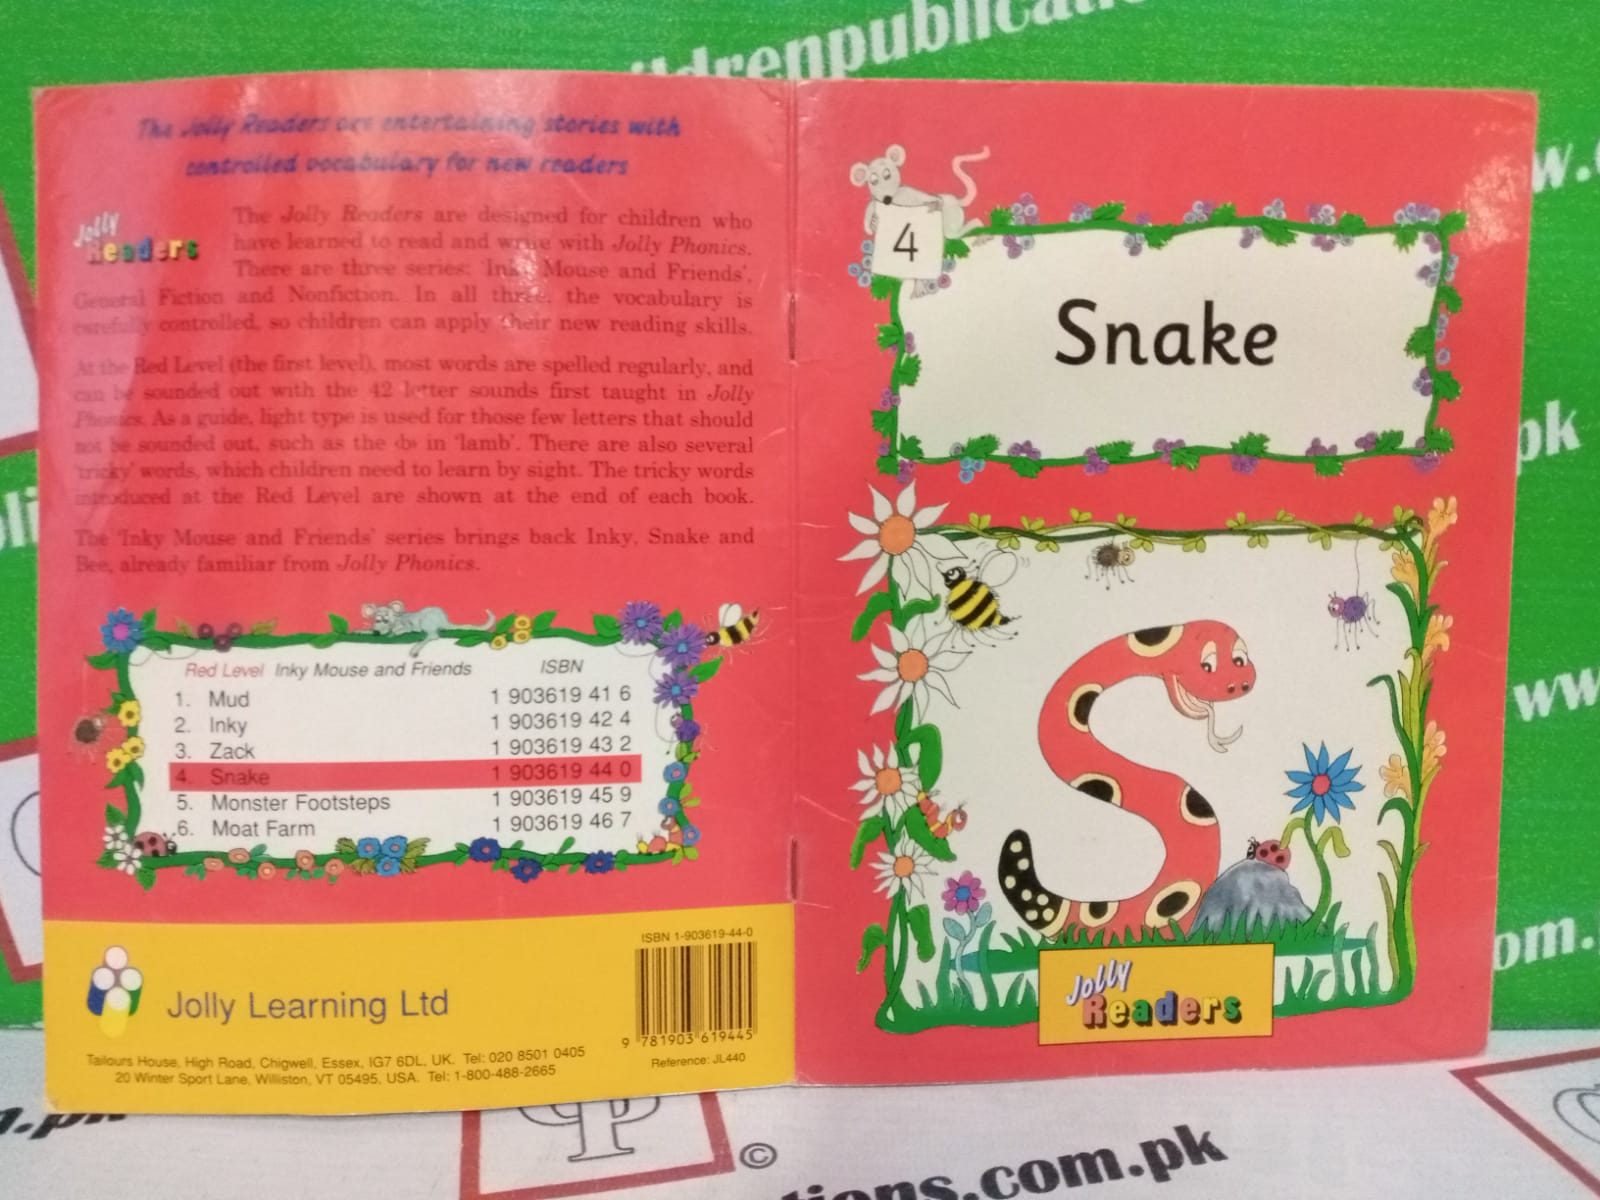 ildrenpublicati
The Jolly Readers are entertaining stories with
controlled vocabulary for new readers
Jolly
Readers
The Jolly Readers are designed for children who
have learned to read and write with Jolly Phonics.
There are three series: 'Inky Mouse and Friends',
General Fiction and Nonfiction. In all three, the vocabulary is
carefully controlled, so children can apply their new reading skills.
At the Red Level (the first level), most words are spelled regularly, and
can be sounded out with the 42 letter sounds first taught in Jolly
Phonics. As a guide, light type is used for those few letters that should
not be sounded out, such as the ‹b› in 'lamb'. There are also several
'tricky' words, which children need to learn by sight. The tricky words
introduced at the Red Level are shown at the end of each book.
The 'Inky Mouse and Friends' series brings back Inky, Snake and
Bee, already familiar from Jolly Phonics.
Red Level Inky Mouse and Friends ISBN
1. Mud 1 903619 41 6
2. Inky 1 903619 42 4
3. Zack 1 903619 43 2
4. Snake 1 903619 44 0
5. Monster Footsteps 1 903619 45 9
6. Moat Farm 1 903619 46 7
Jolly Learning Ltd
Tailours House, High Road, Chigwell, Essex, IG7 6DL, UK. Tel: 020 8501 0405
20 Winter Sport Lane, Williston, VT 05495, USA. Tel: 1-800-488-2665
ISBN 1-903619-44-0
9 781903 619445
Reference: JL440
4
Snake
Jolly
Readers
w.c
pk
ww
om.
n.pk
©
tions.com.pk